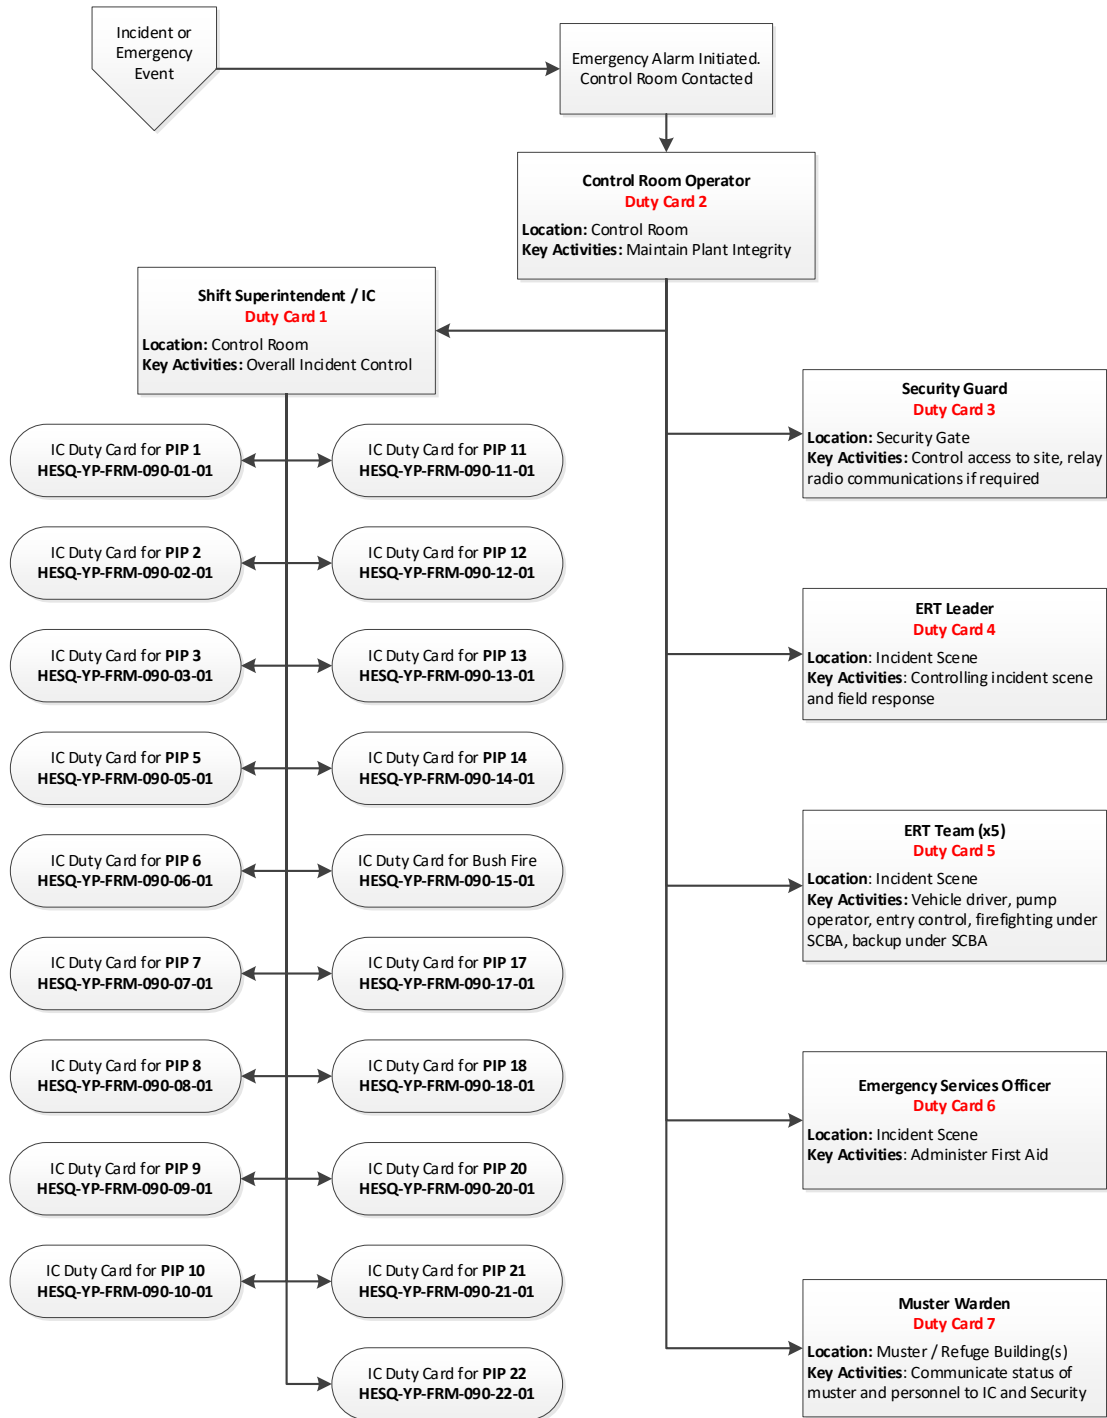 Incident or
Emergency
Event
Emergency Alarm Initiated.
Control Room Contacted
Control Room Operator
Duty Card 2
Location: Control Room
Key Activities: Maintain Plant Integrity
Shift Superintendent / IC
Duty Card 1
Location: Control Room
Key Activities: Overall Incident Control
IC Duty Card for PIP 1
HESQ-YP-FRM-090-01-01
IC Duty Card for PIP 11
HESQ-YP-FRM-090-11-01
IC Duty Card for PIP 2
HESQ-YP-FRM-090-02-01
IC Duty Card for PIP 12
HESQ-YP-FRM-090-12-01
IC Duty Card for PIP 3
HESQ-YP-FRM-090-03-01
IC Duty Card for PIP 13
HESQ-YP-FRM-090-13-01
IC Duty Card for PIP 5
HESQ-YP-FRM-090-05-01
IC Duty Card for PIP 14
HESQ-YP-FRM-090-14-01
IC Duty Card for PIP 6
HESQ-YP-FRM-090-06-01
IC Duty Card for Bush Fire
HESQ-YP-FRM-090-15-01
IC Duty Card for PIP 7
HESQ-YP-FRM-090-07-01
IC Duty Card for PIP 17
HESQ-YP-FRM-090-17-01
IC Duty Card for PIP 8
HESQ-YP-FRM-090-08-01
IC Duty Card for PIP 18
HESQ-YP-FRM-090-18-01
IC Duty Card for PIP 9
HESQ-YP-FRM-090-09-01
IC Duty Card for PIP 20
HESQ-YP-FRM-090-20-01
IC Duty Card for PIP 10
HESQ-YP-FRM-090-10-01
IC Duty Card for PIP 21
HESQ-YP-FRM-090-21-01
IC Duty Card for PIP 22
HESQ-YP-FRM-090-22-01
Security Guard
Duty Card 3
Location: Security Gate
Key Activities: Control access to site, relay
radio communications if required
ERT Leader
Duty Card 4
Location: Incident Scene
Key Activities: Controlling incident scene
and field response
ERT Team (x5)
Duty Card 5
Location: Incident Scene
Key Activities: Vehicle driver, pump
operator, entry control, firefighting under
SCBA, backup under SCBA
Emergency Services Officer
Duty Card 6
Location: Incident Scene
Key Activities: Administer First Aid
Muster Warden
Duty Card 7
Location: Muster / Refuge Building(s)
Key Activities: Communicate status of
muster and personnel to IC and Security